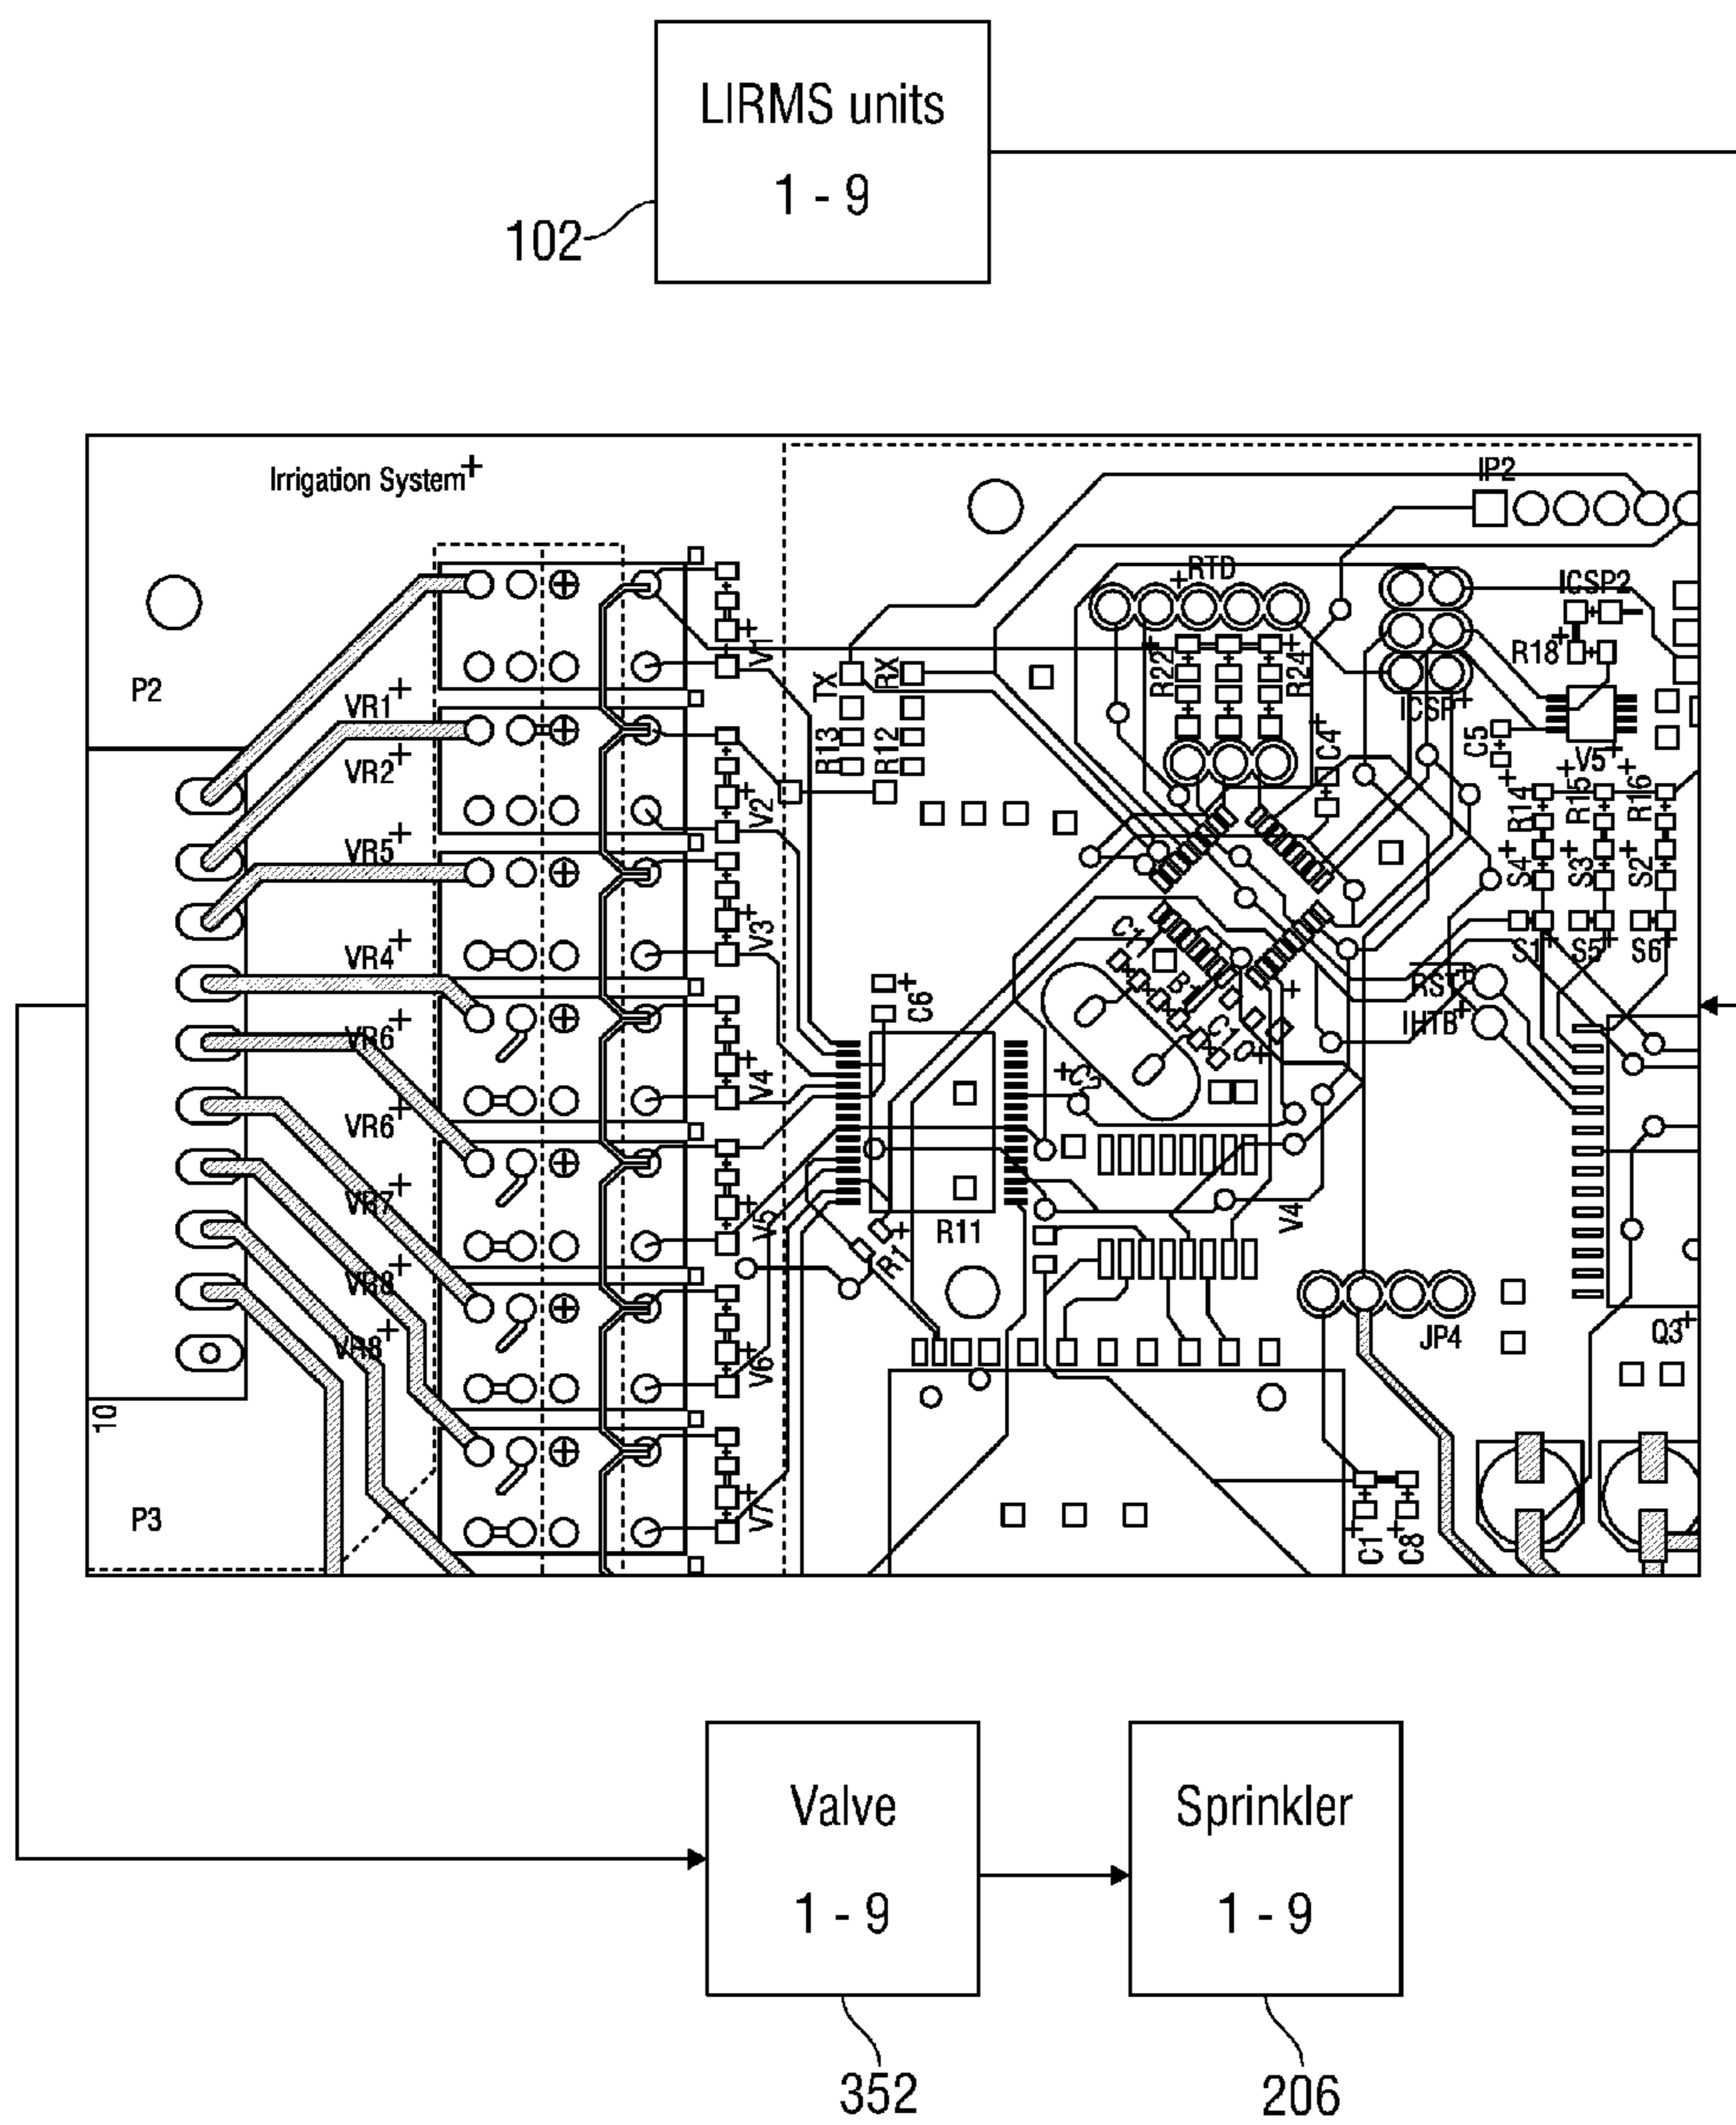 LIRMS units
1 - 9
102
Irrigation System
IP2
RTD
ICSP2
P2
VR1
V1
TX
RX
R22
R24
R18
ICSP
VR2
R13
R12
C4
C5
V5
V2
R14
R15
R16
VR5
S4
S3
S2
V3
VR4
C6
B1
S1
S5
S6
RST
IHTB
VR6
V4
VR6
VR7
V5
R11
V4
R1
VR8
JP4
Q3
VR8
V6
10
P3
V7
C1
C8
Valve
1 - 9
Sprinkler
1 - 9
352
206